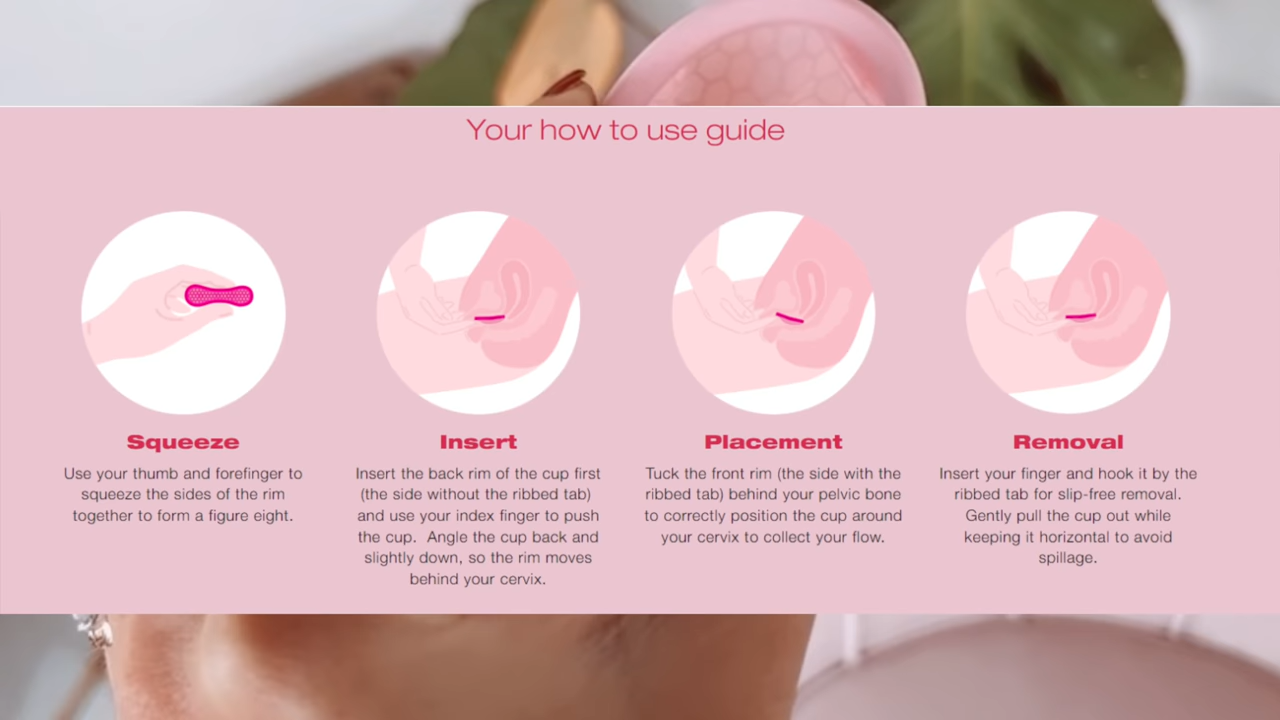 Your how to use guide
Squeeze
Use your thumb and forefinger to
squeeze the sides of the rim
together to form a figure eight.
Insert
Insert the back rim of the cup first
(the side without the ribbed tab)
and use your index finger to push
the cup.  Angle the cup back and
slightly down, so the rim moves
behind your cervix.
Placement
Tuck the front rim (the side with the
ribbed tab) behind your pelvic bone
to correctly position the cup around
your cervix to collect your flow.
Removal
Insert your finger and hook it by the
ribbed tab for slip-free removal.
Gently pull the cup out while
keeping it horizontal to avoid
spillage.